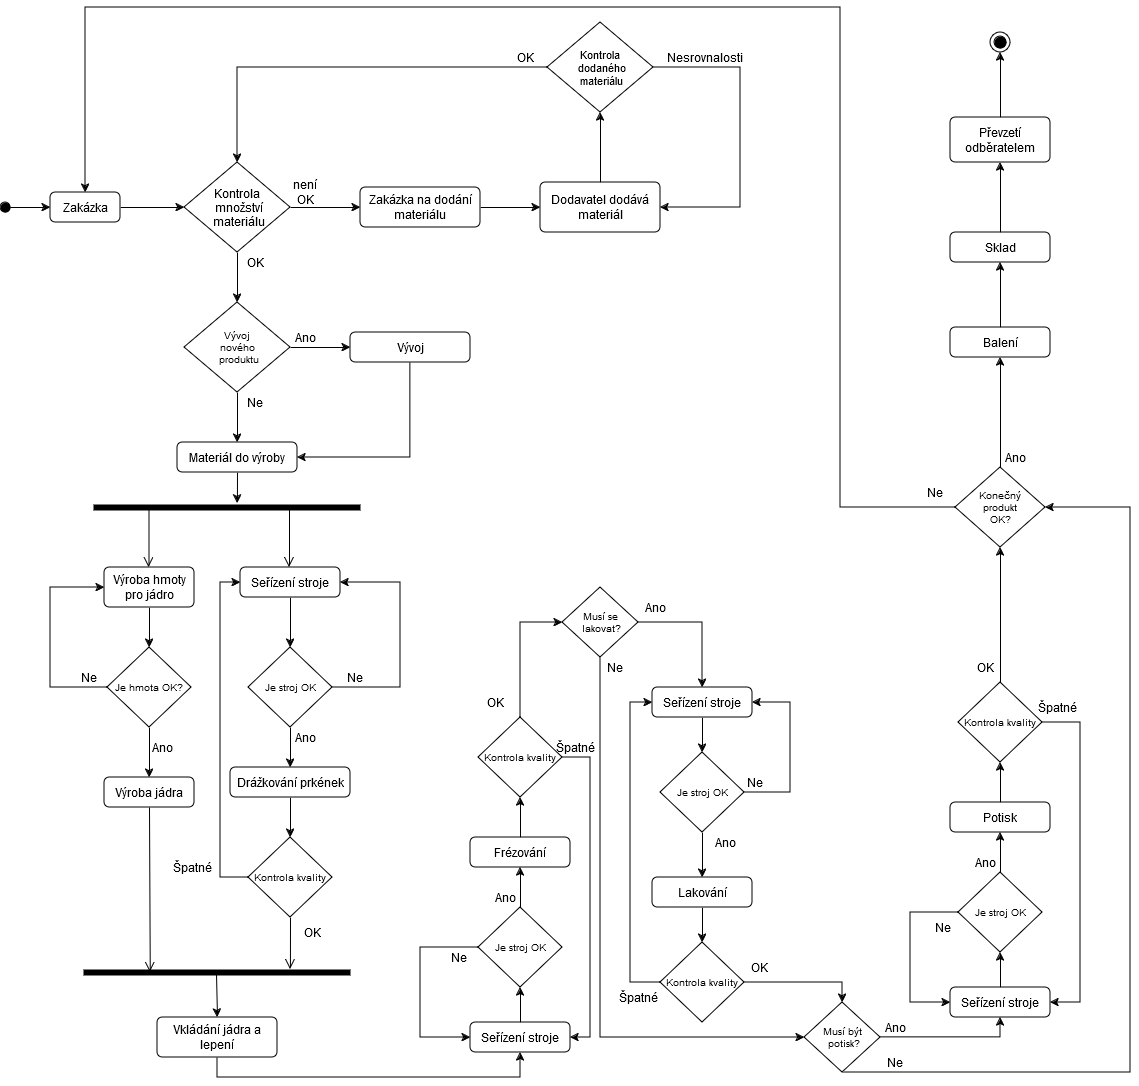 OK
Kontrola
dodaného
materiálu
Nesrovnalosti
Zakázka
Kontrola
množství
materiálu
není
OK
Zakázka na dodání
materiálu
Dodavatel dodává
materiál
OK
Vývoj
nového
produktu
Ano
Vývoj
Ne
Materiál do výroby
Výroba hmoty
pro jádro
Je hmota OK?
Ne
Ano
Výroba jádra
Seřízení stroje
Je stroj OK
Ne
Ano
Drážkování prkének
Kontrola kvality
Špatné
OK
Vkládání jádra a
lepení
Seřízení stroje
Je stroj OK
Ne
Ano
Frézování
Kontrola kvality
Špatné
OK
Musí se
lakovat?
Ano
Ne
Seřízení stroje
Je stroj OK
Ne
Ano
Lakování
Kontrola kvality
Špatné
OK
Musí být
potisk?
Ano
Ne
Seřízení stroje
Je stroj OK
Ne
Ano
Potisk
Kontrola kvality
Špatné
OK
Konečný
produkt
OK?
Ne
Ano
Balení
Sklad
Převzetí
odběratelem